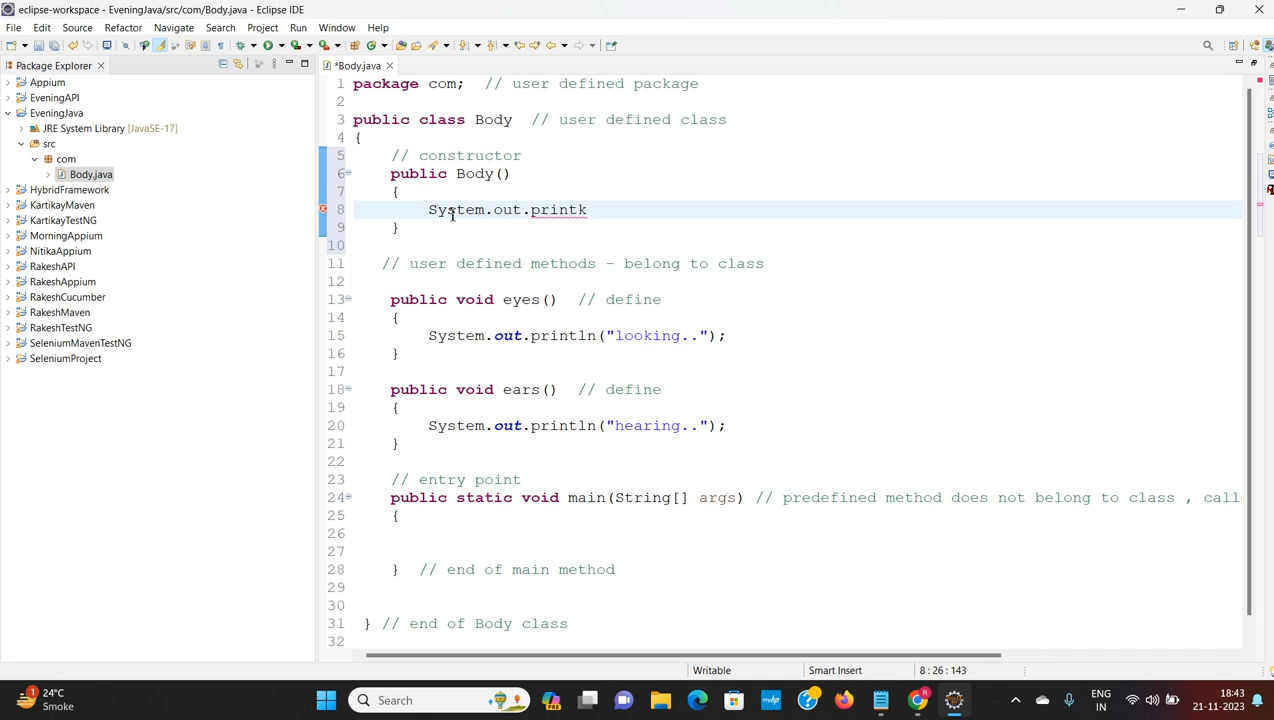 eclipse-workspace - EveningJava/src/com/Body.java - Eclipse IDE
File Edit Source Refactor Navigate Search Project Run Window Help
Package Explorer
*Body.java
Appium
EveningAPI
EveningJava
JRE System Library [JavaSE-17]
src
com
Body.java
HybridFramework
KartikayMaven
KartikayTestNG
MorningAppium
NitikaAppium
RakeshAPI
RakeshAppium
RakeshCucumber
RakeshMaven
RakeshTestNG
SeleniumMavenTestNG
SeleniumProject
1 package com; // user defined package
2
3 public class Body // user defined class
4 {
5 // constructor
6 public Body()
7 {
8 System.out.printk
9 }
10
11 // user defined methods - belong to class
12
13 public void eyes() // define
14 {
15 System.out.println("looking..");
16 }
17
18 public void ears() // define
19 {
20 System.out.println("hearing..");
21 }
22
23 // entry point
24 public static void main(String[] args) // predefined method does not belong to class , call
25 {
26
27
28 } // end of main method
29
30
31 } // end of Body class
32
Writable Smart Insert 8 : 26 : 143
1
24°C
Smoke
Search
PRE
ENG
IN
18:43
21-11-2023